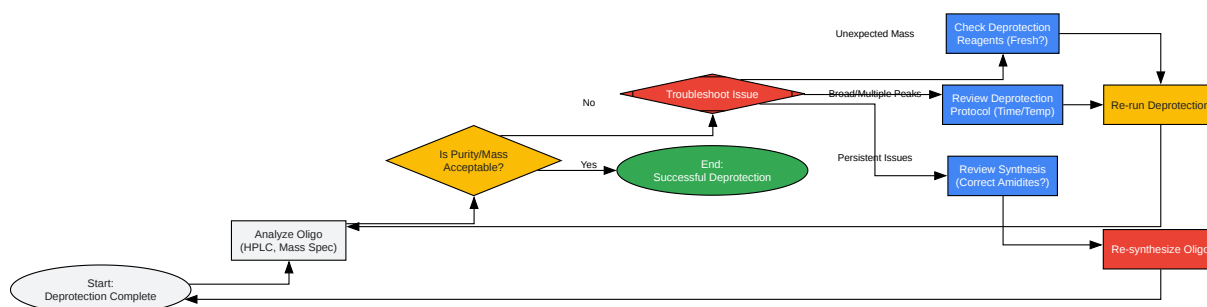 Unexpected Mass
Check Deprotection
Reagents (Fresh?)
No
Troubleshoot Issue
Broad/Multiple Peaks
Review Deprotection
Protocol (Time/Temp)
Re-run Deprotection
Is Purity/Mass
Acceptable?
Yes
End:
Successful Deprotection
Persistent Issues
Review Synthesis
(Correct Amidites?)
Analyze Oligo
(HPLC, Mass Spec)
Re-synthesize Oligo
Start:
Deprotection Complete